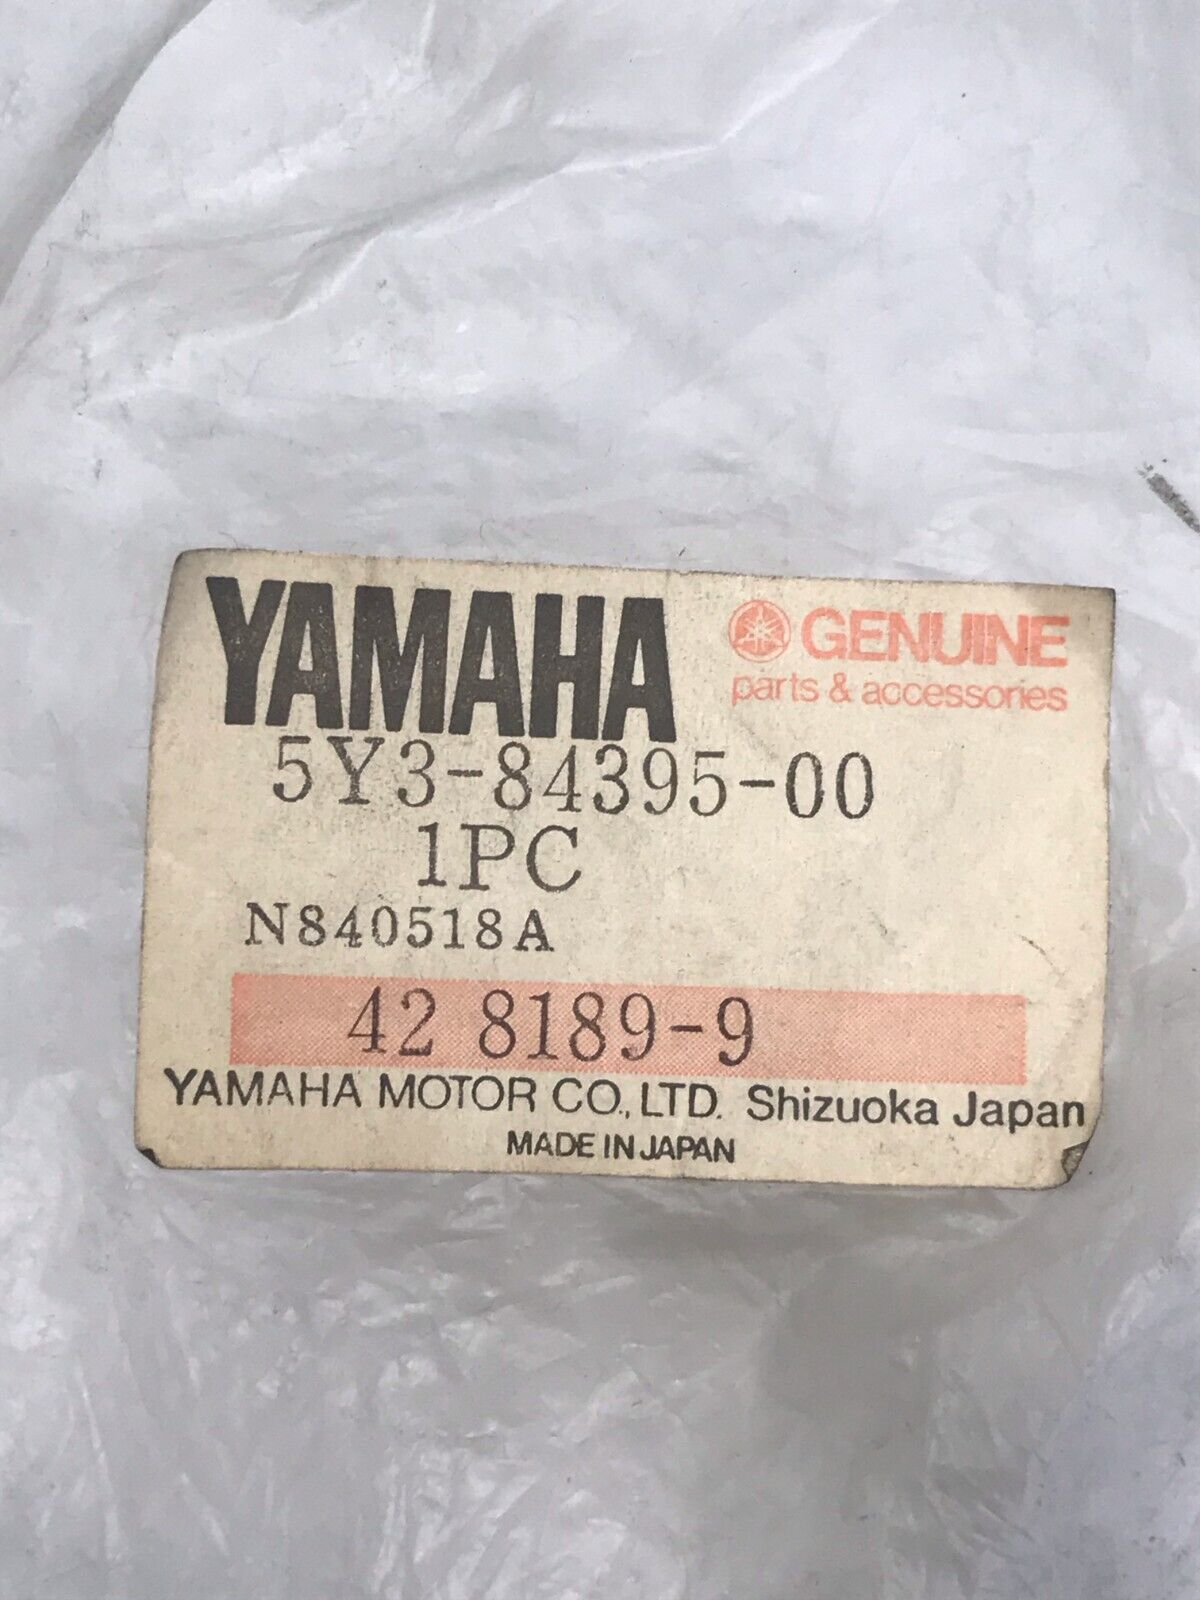 YAMAHA
GENUINE
parts & accessories
5Y3-84395-00
1PC
N840518A
42 8189-9
YAMAHA MOTOR CO., LTD. Shizuoka Japan
MADE IN JAPAN